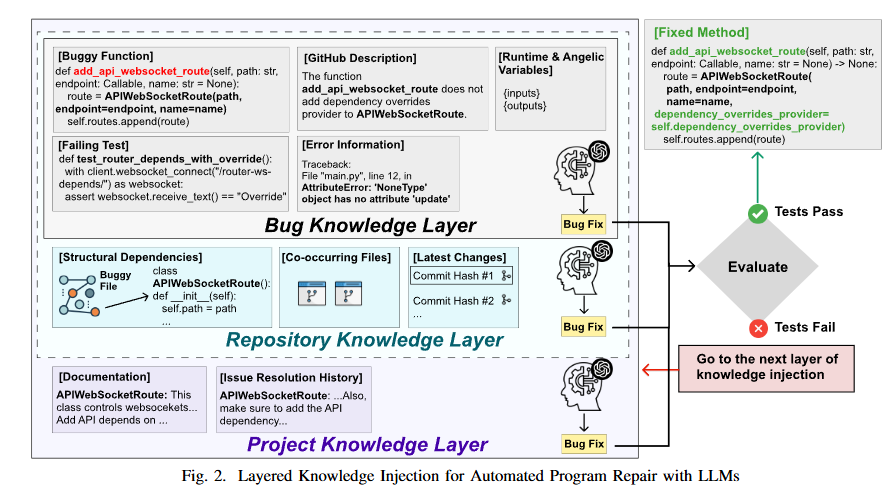 [Buggy Function]
def add_api_websocket_route(self, path: str,
endpoint: Callable, name: str = None):
route = APIWebSocketRoute(path,
endpoint=endpoint, name=name)
self.routes.append(route)
[GitHub Description]
The function
add_api_websocket_route does not
add dependency overrides
provider to APIWebSocketRoute.
[Runtime & Angelic
Variables]
{inputs}
{outputs}
[Failing Test]
def test_router_depends_with_override():
with client.websocket_connect("/router-ws-
depends/") as websocket:
assert websocket.receive_text() == "Override"
[Error Information]
Traceback:
File "main.py", line 12, in
AttributeError: 'NoneType'
object has no attribute 'update'
Bug Fix
Bug Knowledge Layer
[Structural Dependencies]
Buggy
File
class
APIWebSocketRoute():
def __init__(self):
self.path = path
...
[Co-occurring Files]
[Latest Changes]
Commit Hash #1
Commit Hash #2
...
Bug Fix
Repository Knowledge Layer
[Documentation]
APIWebSocketRoute: This
class controls websocekets...
Add API depends on ...
[Issue Resolution History]
APIWebSocketRoute: ...Also,
make sure to add the API
dependency...
Bug Fix
Project Knowledge Layer
[Fixed Method]
def add_api_websocket_route(self, path: str,
endpoint: Callable, name: str = None) -> None:
route = APIWebSocketRoute(
path, endpoint=endpoint,
name=name,
dependency_overrides_provider=
self.dependency_overrides_provider)
self.routes.append(route)
Tests Pass
Evaluate
Tests Fail
Go to the next layer of
knowledge injection
Fig. 2. Layered Knowledge Injection for Automated Program Repair with LLMs